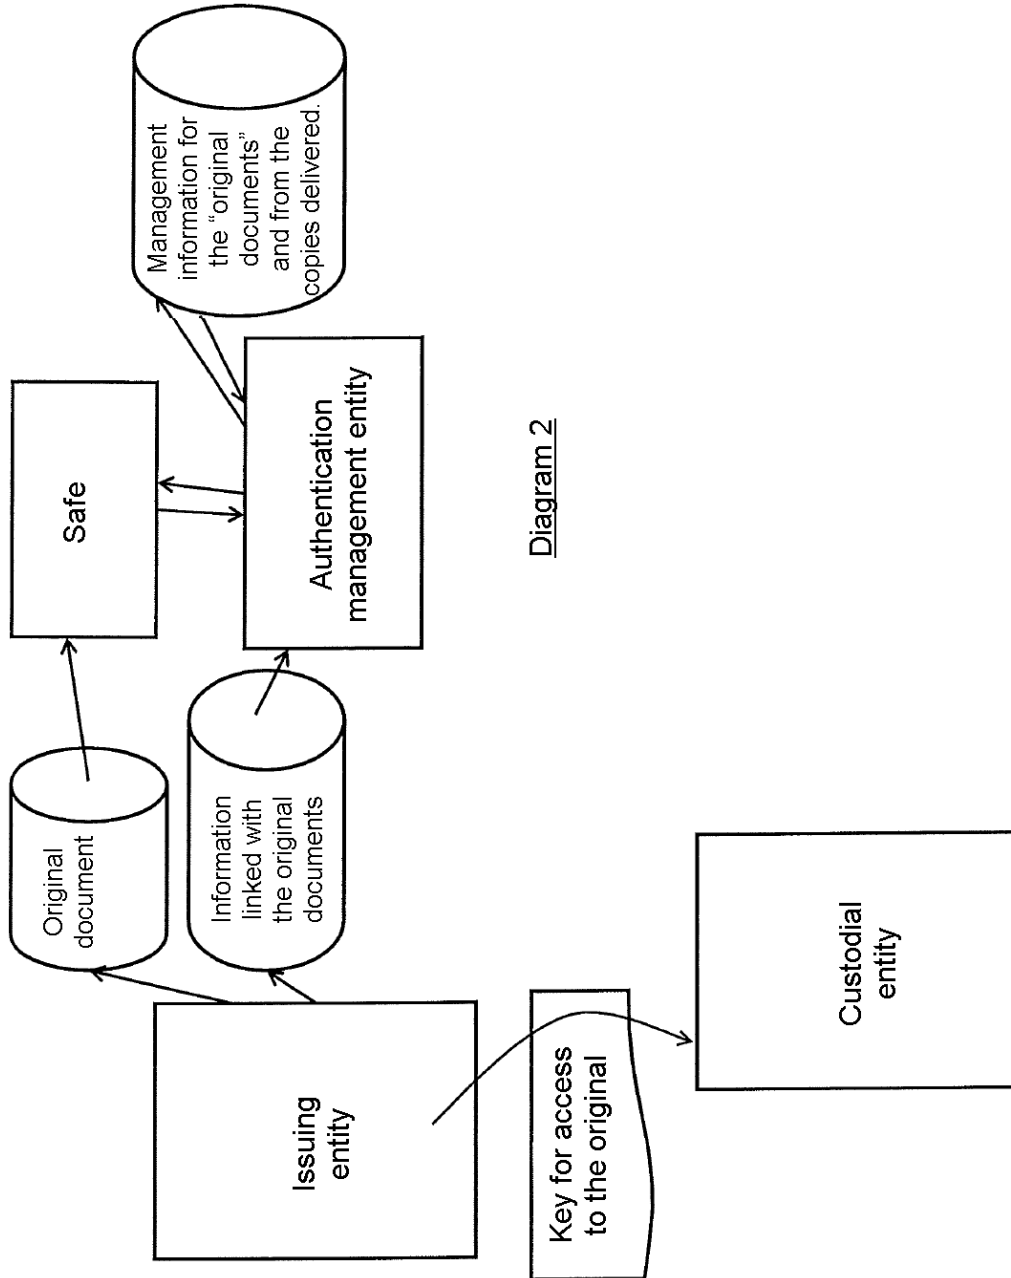 Original
document
Safe
Information
linked with
the original
documents
Management
information for
the “original
documents”
and from the
copies delivered.
Issuing
entity
Authentication
management entity
Key for access
to the original
Custodial
entity
Diagram 2